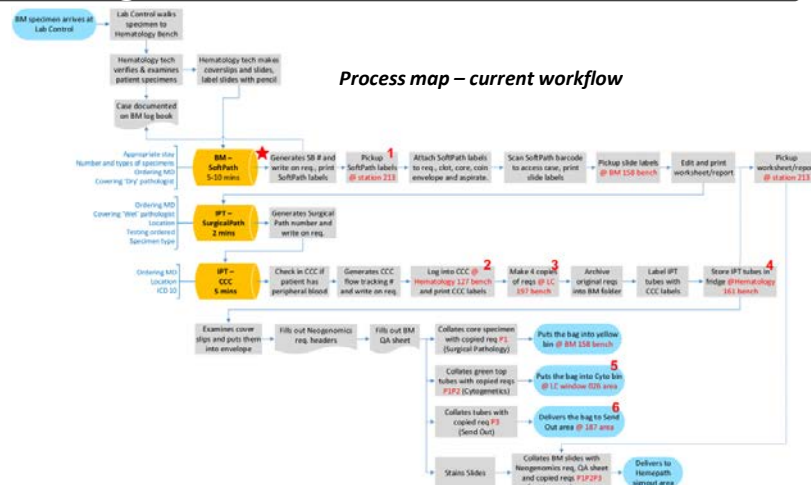 Process map – current workflow
BM specimen arrives at
Lab Control
Lab Control walks
specimen to
Hematology Bench
Hematology tech
verifies & examines
patient specimens
Hematology tech makes
coverslips and slides,
label slides with pencil
Case documented
on BM log book
Appropriate stay
Number and types of specimens
Ordering MD
Covering 'Dry' pathologist
BM –
SoftPath
5-10 mins
Generates SB # and
write on req., print
SoftPath labels
1
Pickup
SoftPath labels
@ station 213
Attach SoftPath labels
to req., clot, core, coin
envelope and aspirate.
Scan SoftPath barcode
to access case, print
slide labels
Pickup slide labels
@ BM 158 bench
Edit and print
worksheet/report
Pickup
worksheet/repo
@ station 213
Ordering MD
Covering 'Wet' pathologist
Location
Testing ordered
Specimen type
IPT –
SurgicalPath
2 mins
Generates Surgical
Path number and
write on req.
Ordering MD
Location
ICD 10
IPT –
CCC
5 mins
Check in CCC if
patient has
peripheral blood
Generates CCC
flow tracking #
and write on req.
2
Log into CCC @
Hematology 127 bench
and print CCC labels
3
Make 4 copies
of reqs @ LC
197 bench
Archive
original reqs
into BM folder
Label IPT
tubes with
CCC labels
4
Store IPT tubes in
fridge @Hematology
161 bench
Examines cover
slips and puts them
into envelope
Fills out Neogenomics
req. headers
Fills out BM
QA sheet
Collates core specimen
with copied req P1
(Surgical Pathology)
Puts the bag into yellow
bin @ BM 158 bench
Collates green top
tubes with copied reqs
P1P2 (Cytogenetics)
5
Puts the bag into Cyto bin
@ LC window 026 area
Collates tubes with
copied req P3
(Send Out)
6
Delivers the bag to Send
Out area @ 187 area
Stains Slides
Collates BM slides with
Neogenomics req, QA sheet
and copied reqs P1P2P3
Delivers to
Hemepath
signout area